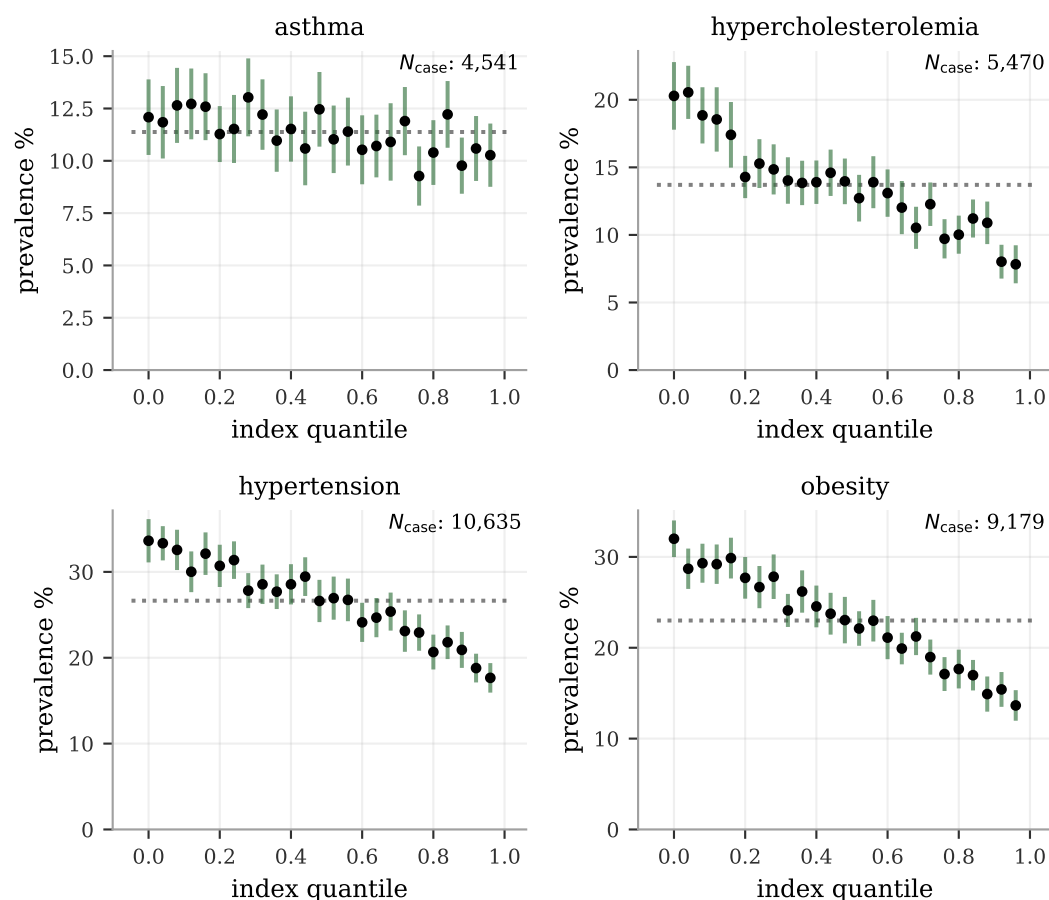 asthma
N_case: 4,541
prevalence %
15.0
12.5
10.0
7.5
5.0
2.5
0.0
0.0 0.2 0.4 0.6 0.8 1.0
index quantile
hypercholesterolemia
N_case: 5,470
prevalence %
20
15
10
5
0
0.0 0.2 0.4 0.6 0.8 1.0
index quantile
hypertension
N_case: 10,635
prevalence %
30
20
10
0
0.0 0.2 0.4 0.6 0.8 1.0
index quantile
obesity
N_case: 9,179
prevalence %
30
20
10
0
0.0 0.2 0.4 0.6 0.8 1.0
index quantile